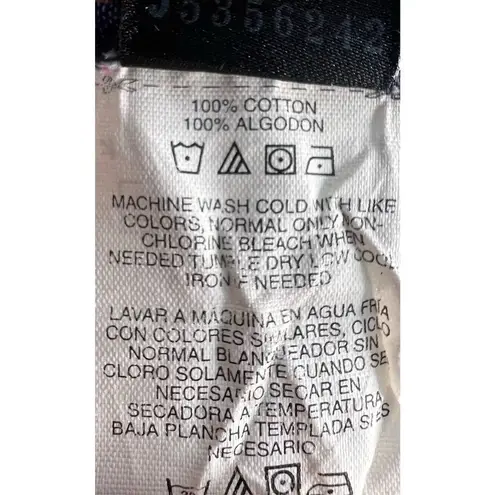 J5356242
100% COTTON
100% ALGODON
MACHINE WASH COLD WITH LIKE
COLORS, NORMAL ONLY NON-
CHLORINE BLEACH WHEN
NEEDED TUMBLE DRY LOW COOL
IRON IF NEEDED
LAVAR A MAQUINA EN AGUA FRIA
CON COLORES SIMILARES, CICLO
NORMAL BLANQUEADOR SIN
CLORO SOLAMENTE CUANDO SEA
NECESARIO SECAR EN
SECADORA A TEMPERATURA
BAJA PLANCHA TEMPLADA SI ES
NECESARIO